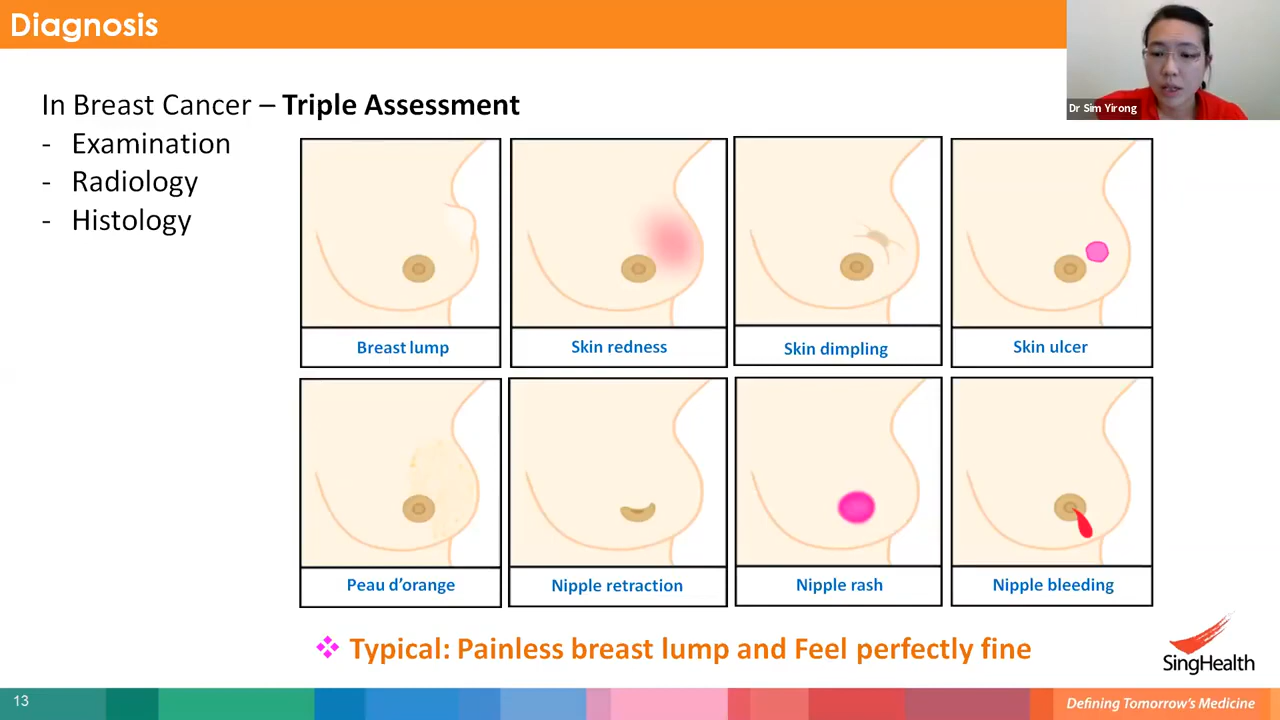 Diagnosis
Dr Sim Yirong
In Breast Cancer – Triple Assessment
- Examination
- Radiology
- Histology
Breast lump
Skin redness
Skin dimpling
Skin ulcer
Peau d’orange
Nipple retraction
Nipple rash
Nipple bleeding
❖ Typical: Painless breast lump and Feel perfectly fine
SingHealth
13
Defining Tomorrow’s Medicine